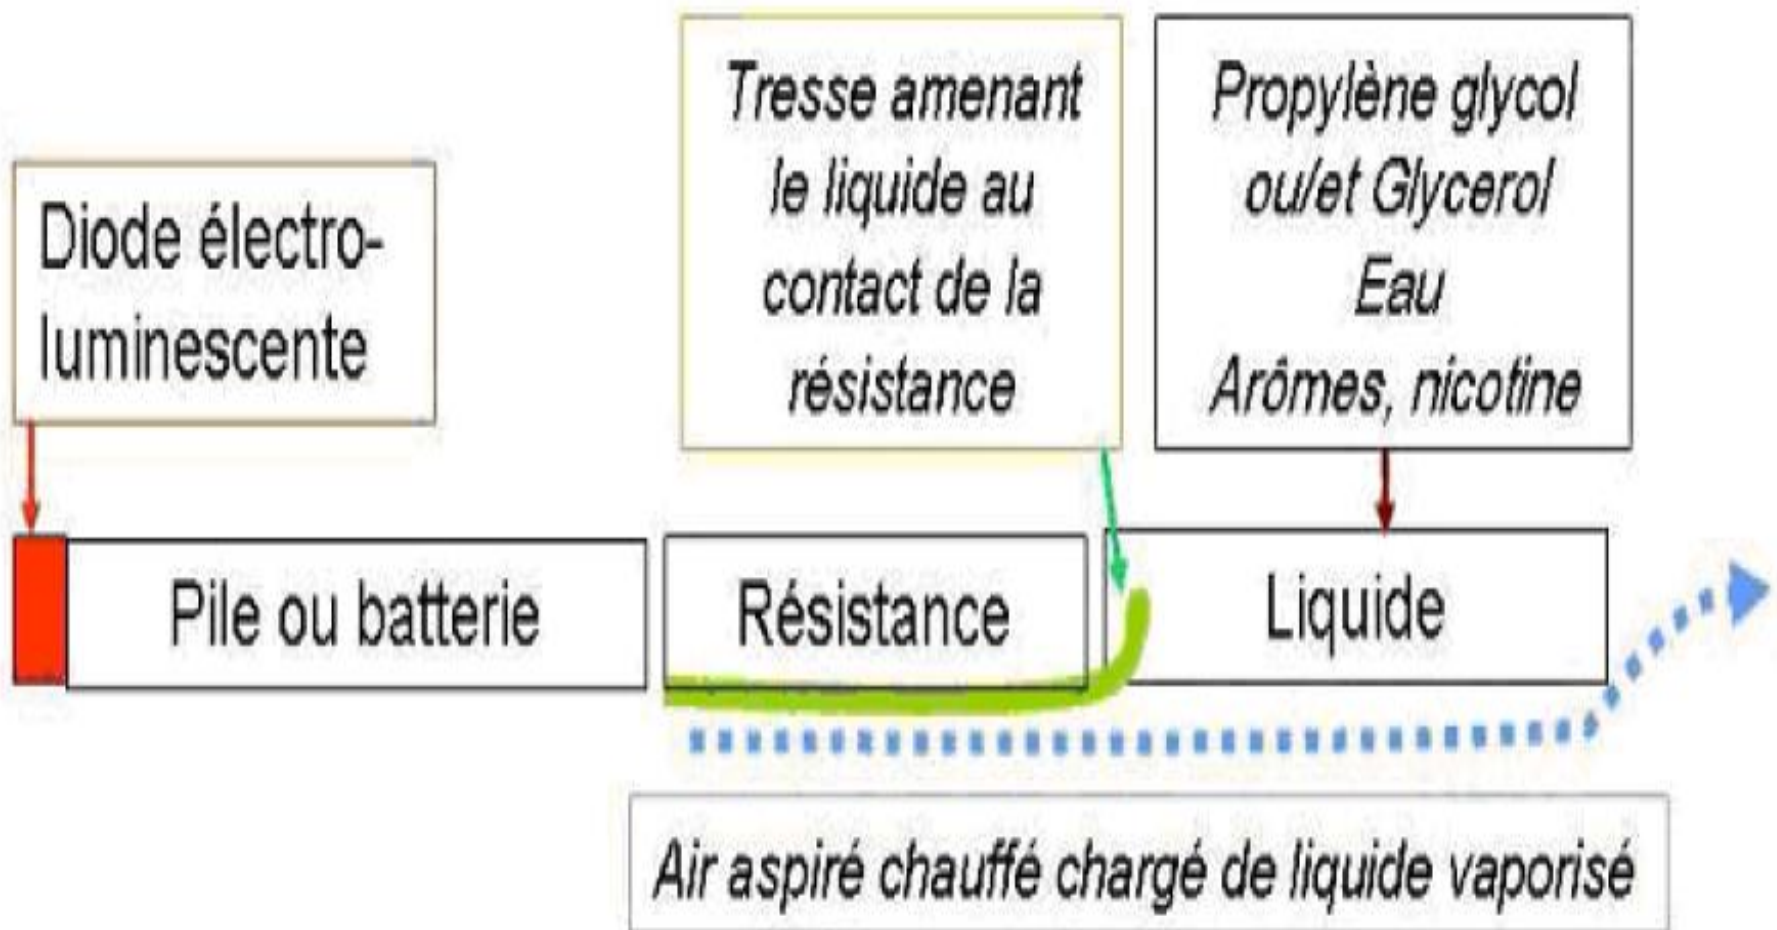 Diode électro-
luminescente
Tresse amenant
le liquide au
contact de la
résistance
Propylène glycol
ou/et Glycerol
Eau
Arômes, nicotine
Pile ou batterie
Résistance
Liquide
Air aspiré chauffé chargé de liquide vaporisé